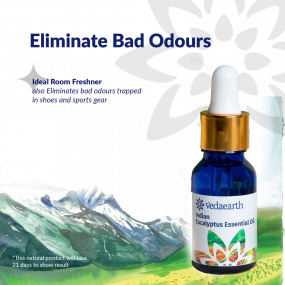 Eliminate Bad Odours
Ideal Room Freshner
also Eliminates bad odours trapped
in shoes and sports gear
vedaearth
Indian
Eucalyptus Essential Oil
*This natural product will take
21 days to show result